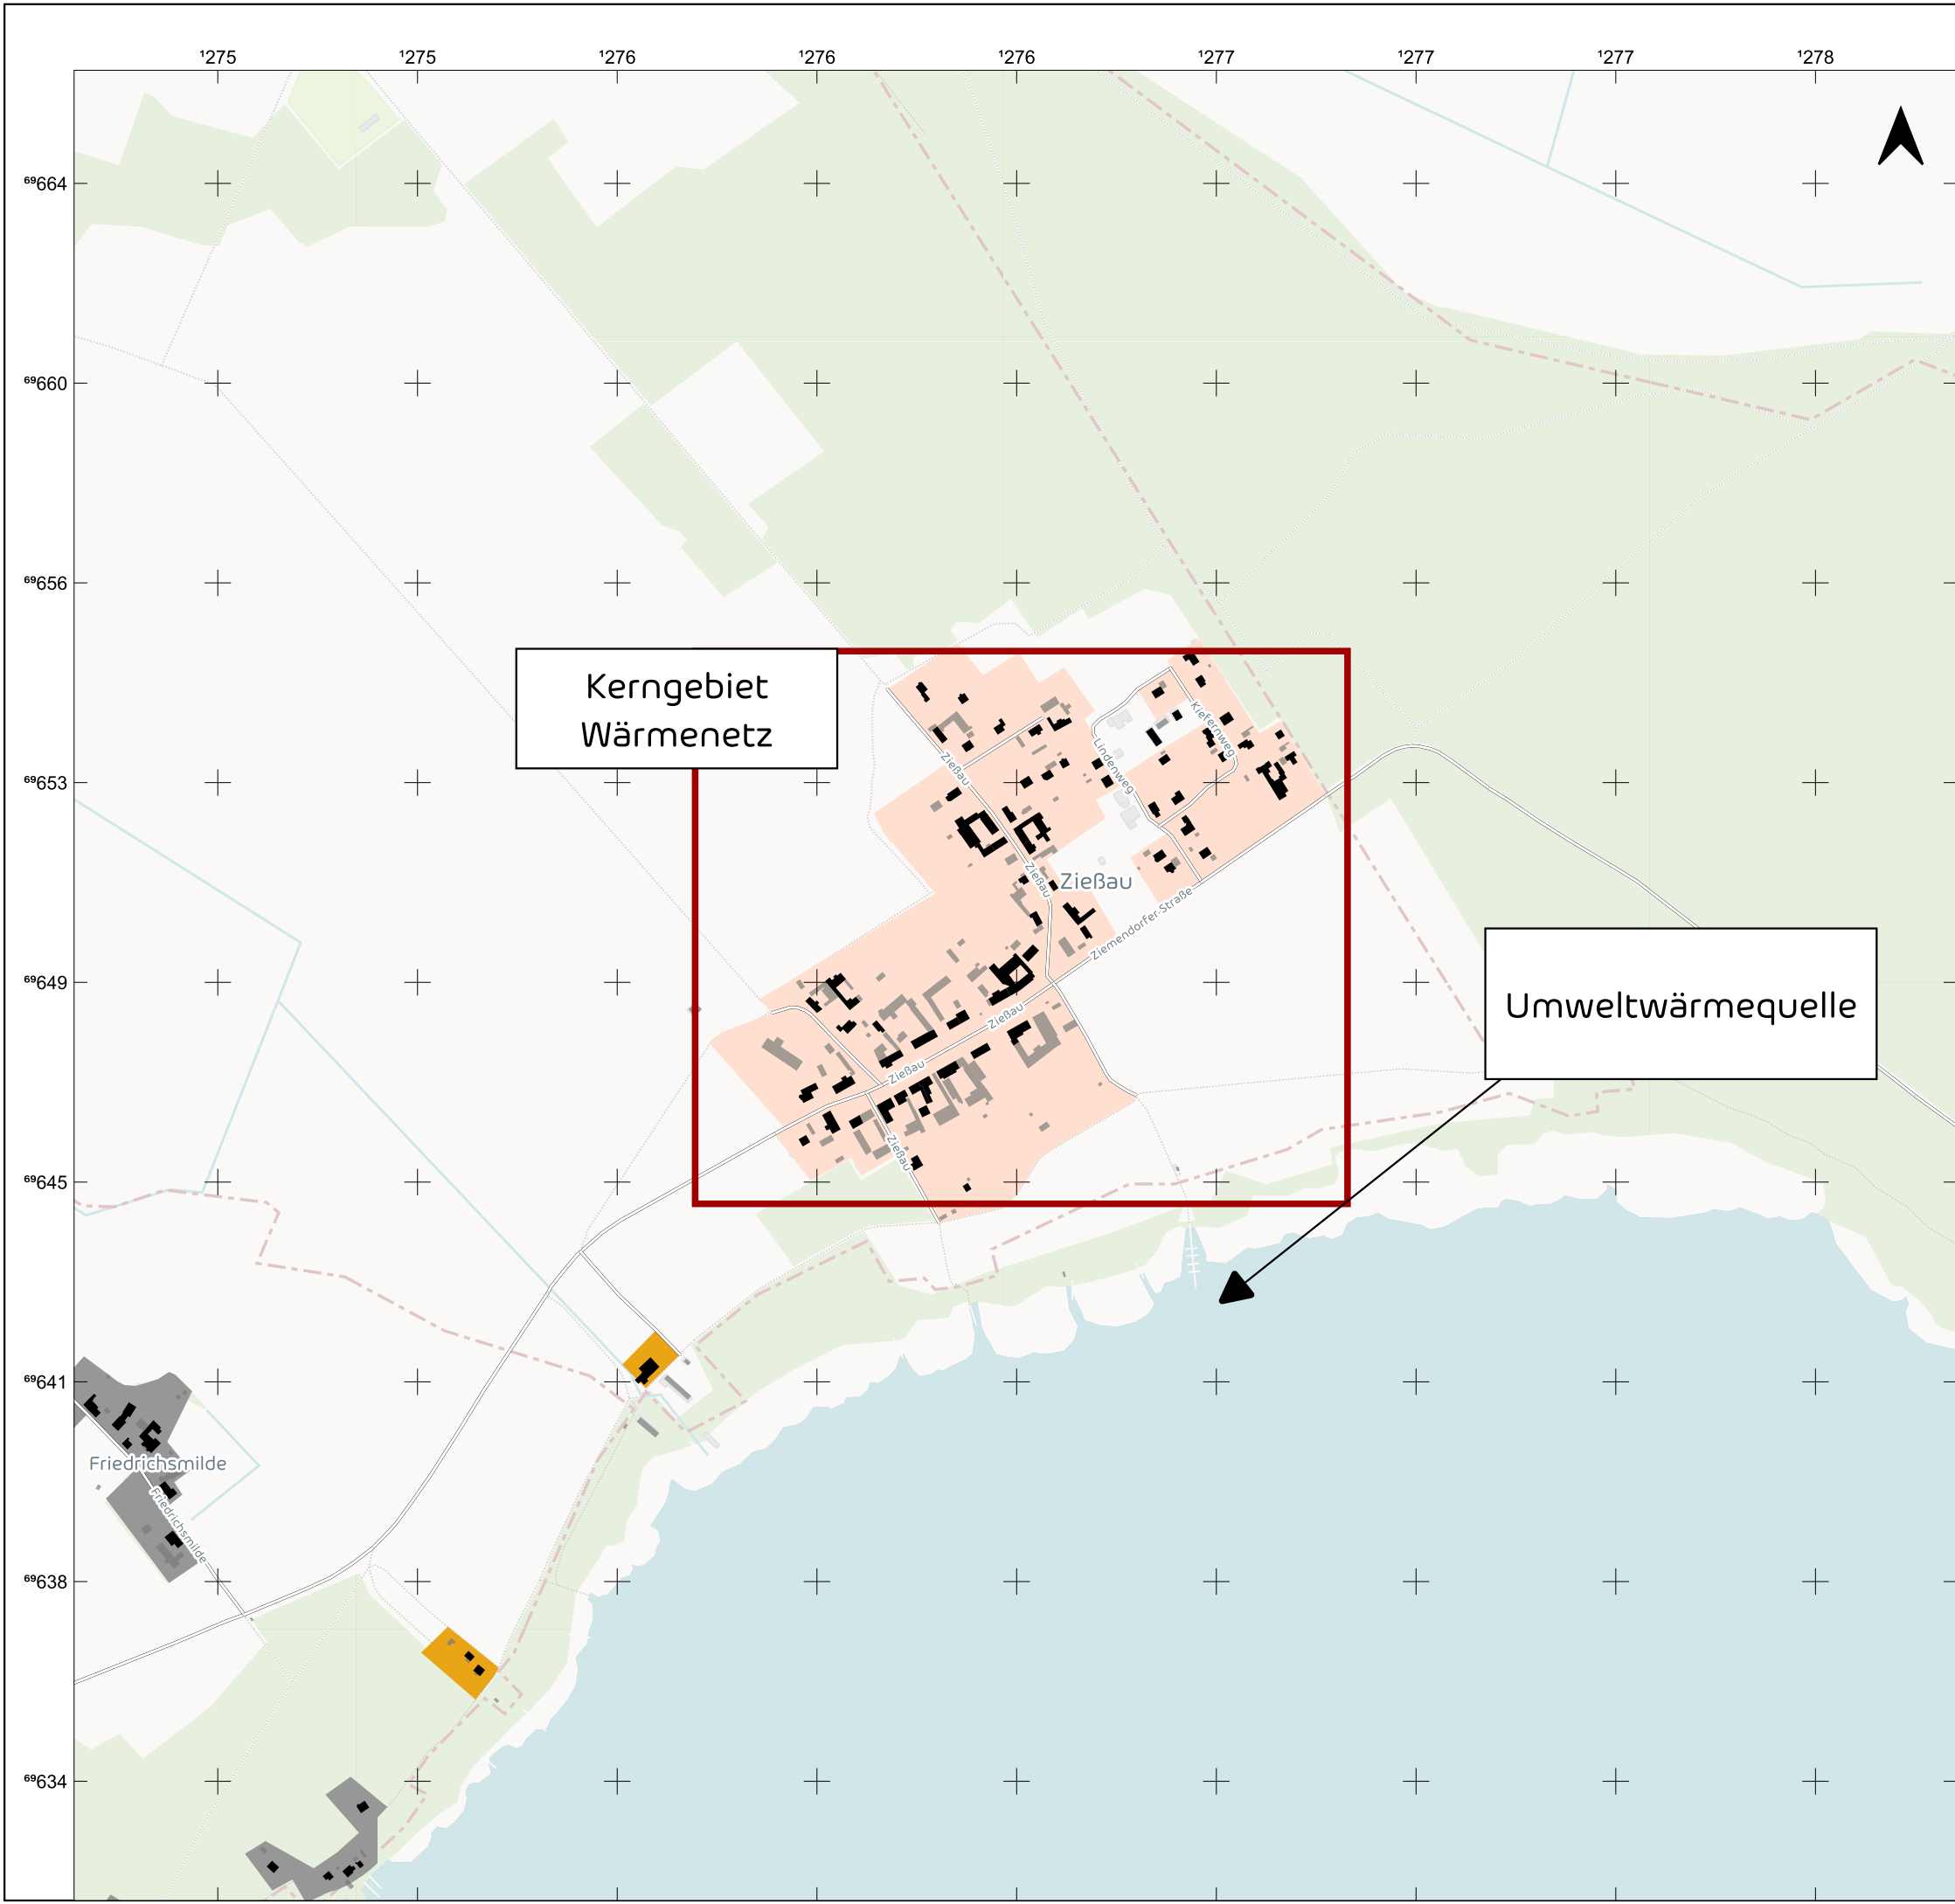 ¹275 ¹275 ¹276 ¹276 ¹276 ¹277 ¹277 ¹277 ¹278
⁶⁹664
⁶⁹660
⁶⁹656
Kerngebiet
Wärmenetz
Kiefernweg
Lindenweg
Zießau
⁶⁹653
Zießau
Zießau
Ziemendorfer-Straße
⁶⁹649
Umweltwärmequelle
Zießau
Zießau
Zießau
⁶⁹645
⁶⁹641
Friedrichsmilde
Friedrichsmilde
⁶⁹638
⁶⁹634